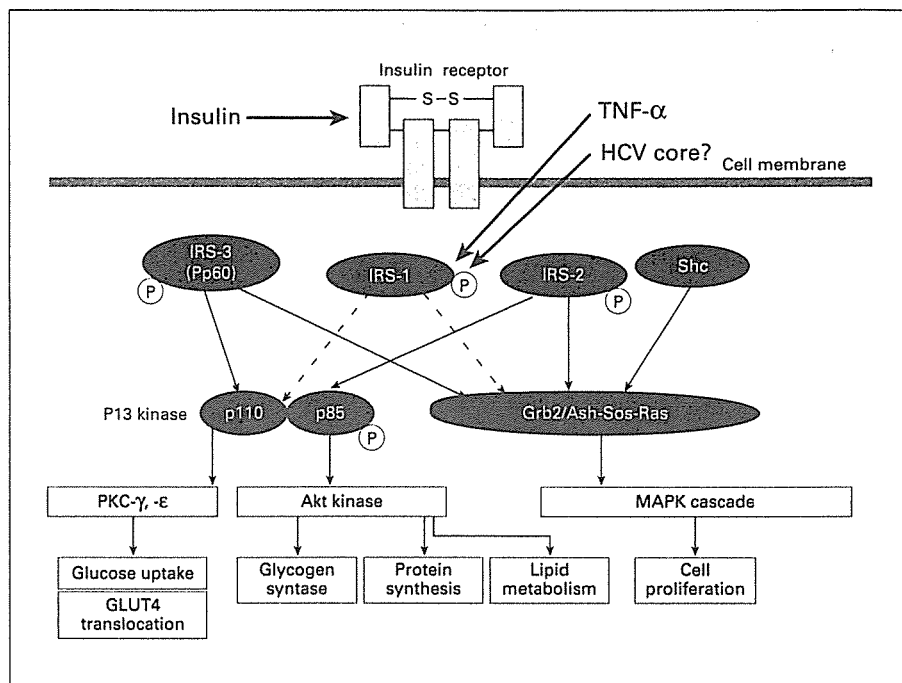 Insulin receptor
S–S
Insulin
TNF-α
HCV core?
Cell membrane
IRS-3
(Pp60)
P
IRS-1
P
IRS-2
P
Shc
P13 kinase
p110
p85
P
Grb2/Ash-Sos-Ras
PKC-γ, -ε
Akt kinase
MAPK cascade
Glucose uptake
GLUT4
translocation
Glycogen
syntase
Protein
synthesis
Lipid
metabolism
Cell
proliferation